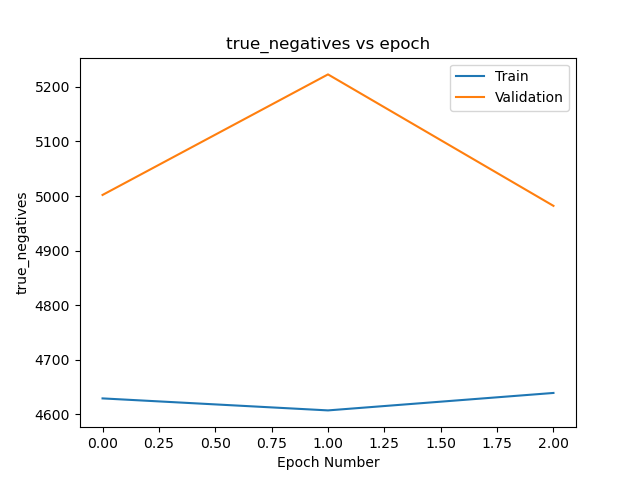 true_negatives vs epoch
Train
Validation
true_negatives
5200
5100
5000
4900
4800
4700
4600
0.00 0.25 0.50 0.75 1.00 1.25 1.50 1.75 2.00
Epoch Number